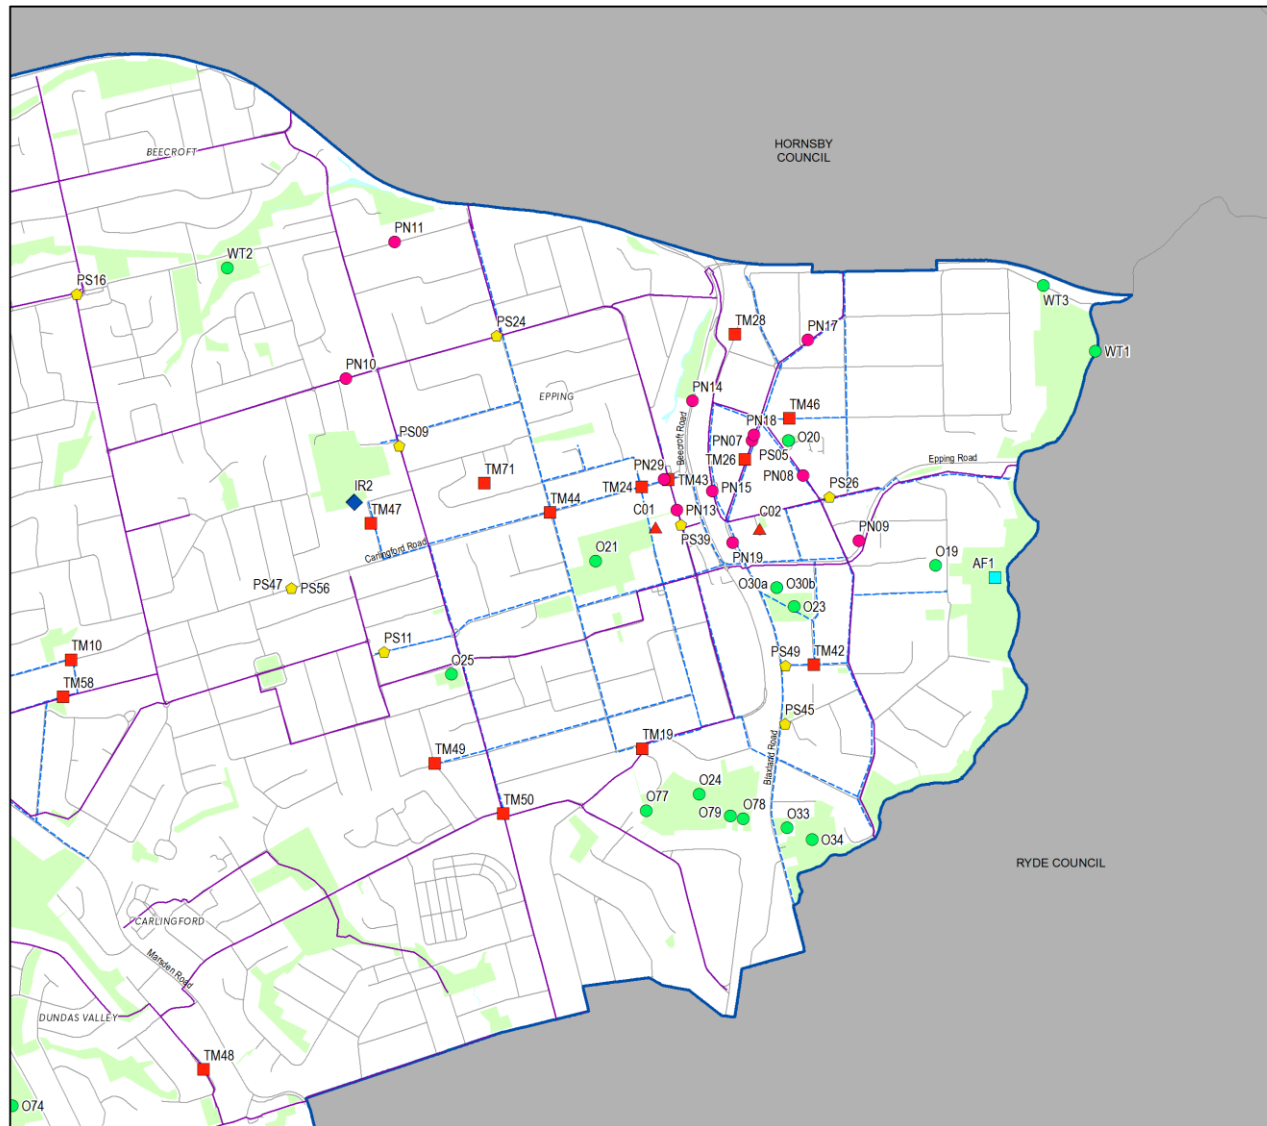 HORNSBY
COUNCIL
BEECROFT
PN11
WT2
PS16
WT3
PS24
TM28
PN17
WT1
PN10
EPPING
PN14
TM46
PN18
PS09
PN07
O20
Beecroft Road
PS05
TM26
Epping Road
PN29
PN08
TM71
TM43
IR2
TM24
PN15
PS26
TM44
TM47
C01
PN13
C02
PN09
PS39
Carlingford Road
O21
PN19
O19
AF1
PS47
PS56
O30a
O30b
O23
TM10
PS11
O25
PS49
TM42
TM58
PS45
TM19
TM49
Blaxland Road
O24
TM50
O77
O79
O78
O33
O34
RYDE COUNCIL
CARLINGFORD
Marsden Road
DUNDAS VALLEY
TM48
O74